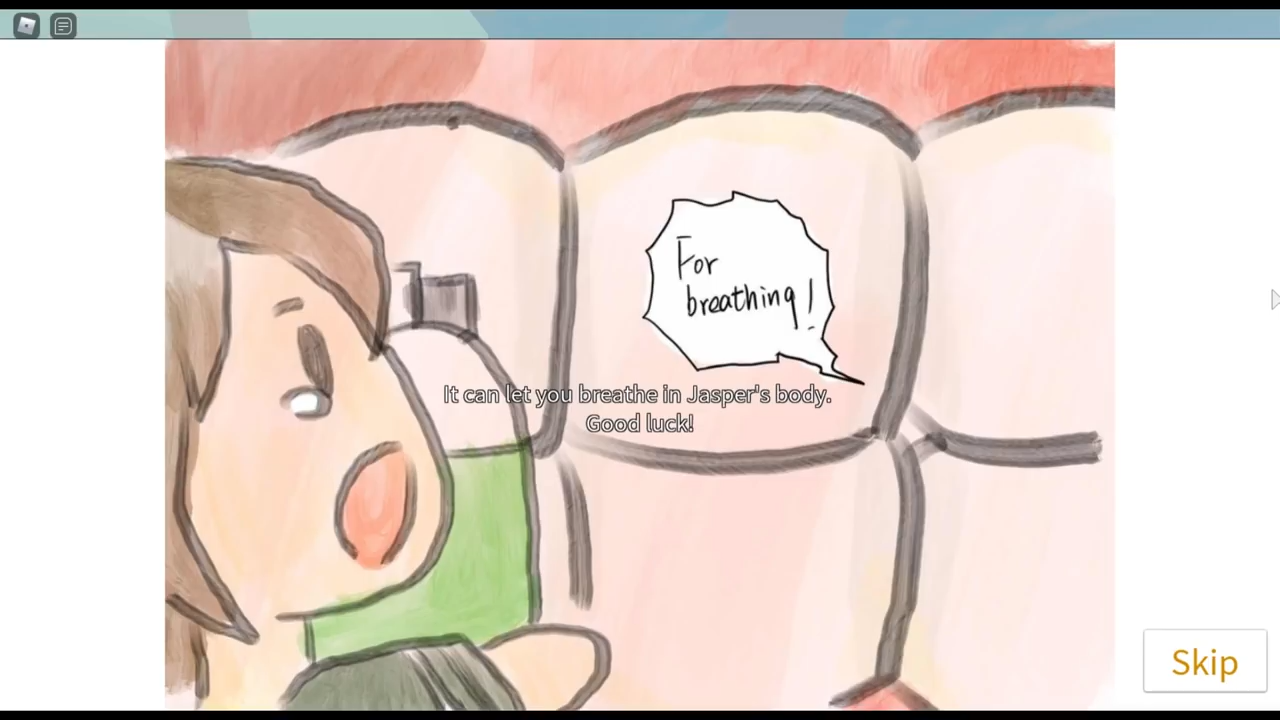 For
breathing!
It can let you breathe in Jasper's body.
Good luck!
Skip